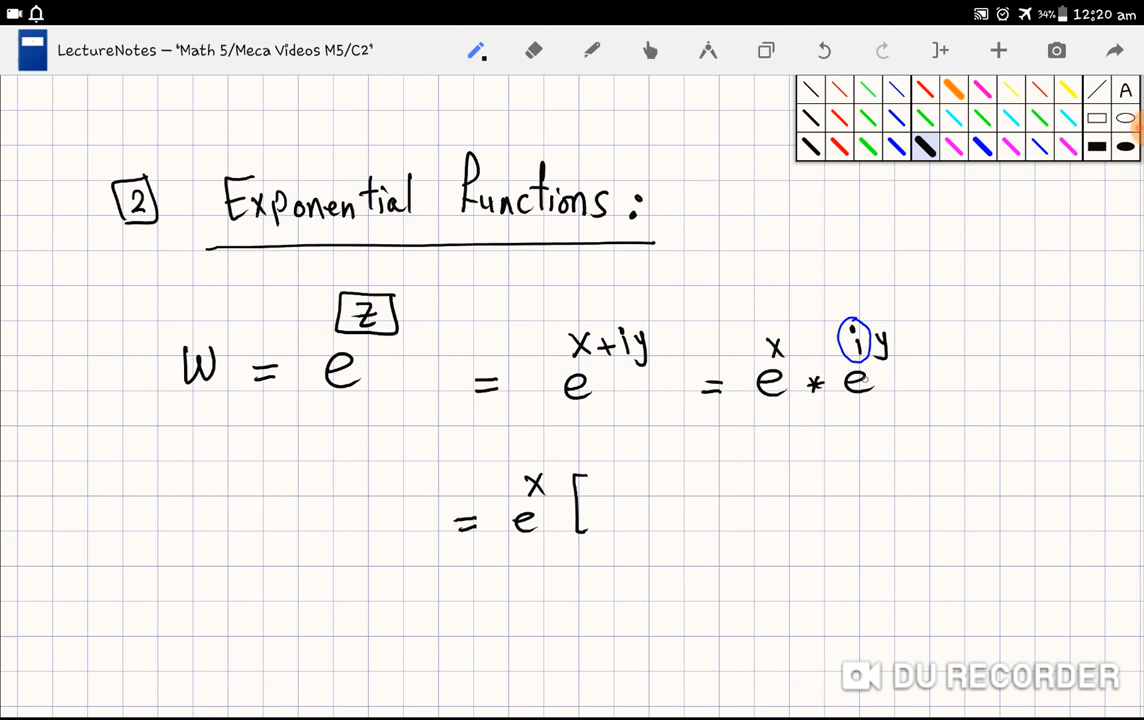 34% 12:20 am
LectureNotes – ‘Math 5/Meca Videos M5/C2’
A
2 Exponential Functions:
w = e^z = e^(x+iy) = e^x * e^(iy)
= e^x [
DU RECORDER